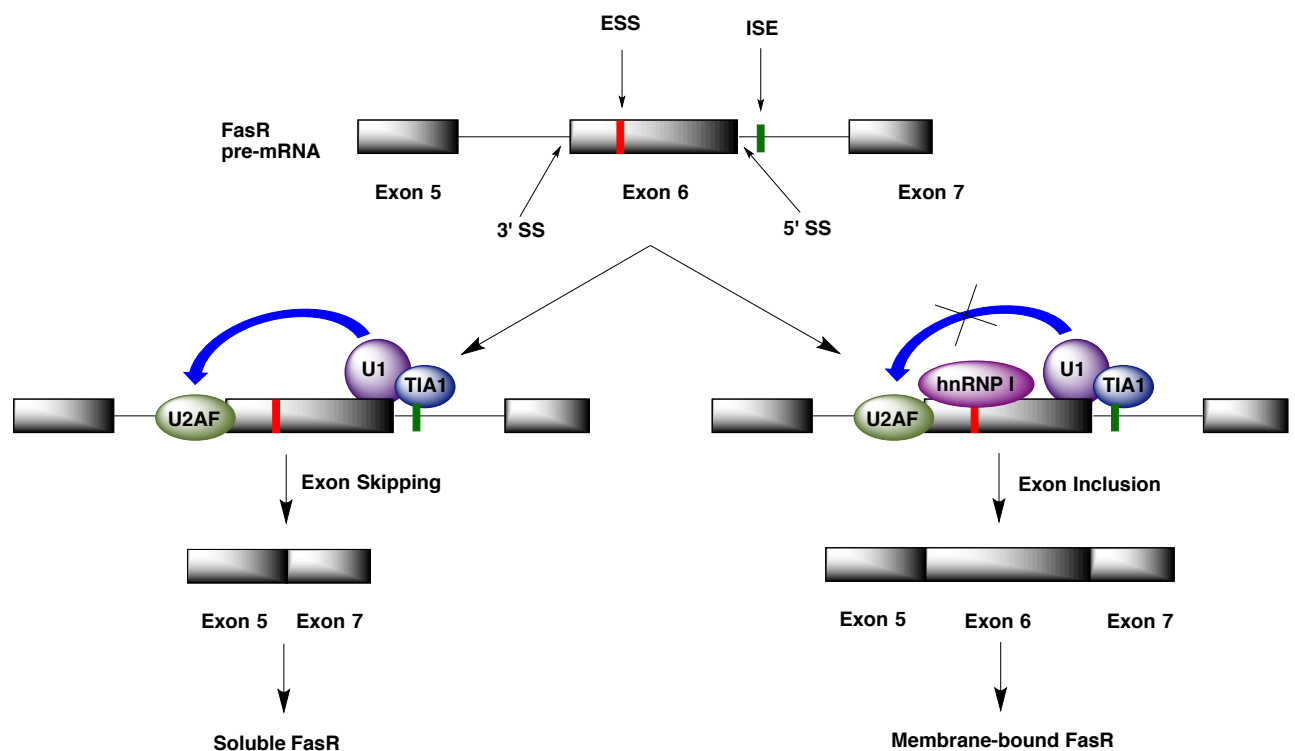 ESS
ISE
FasR
pre-mRNA
Exon 5
Exon 6
Exon 7
3' SS
5' SS
U1
TIA1
U2AF
hnRNP I
U1
TIA1
U2AF
Exon Skipping
Exon Inclusion
Exon 5
Exon 7
Exon 5
Exon 6
Exon 7
Soluble FasR
Membrane-bound FasR